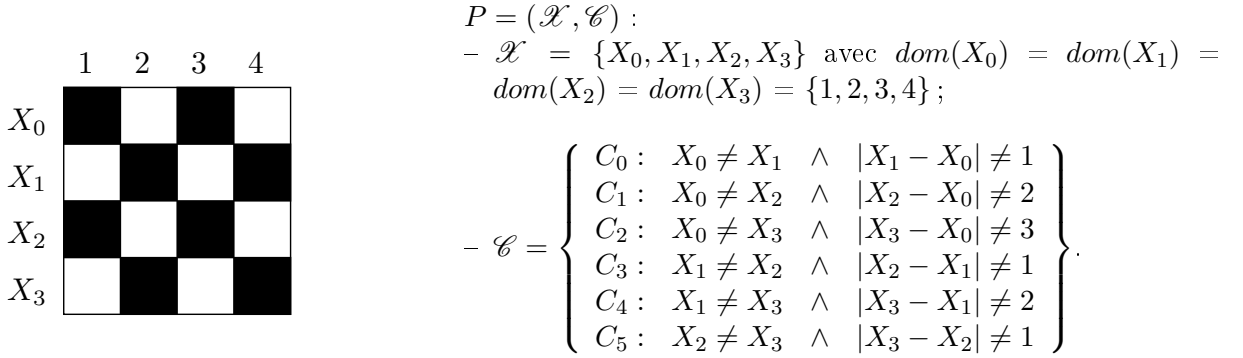 1 2 3 4
X₀
X₁
X₂
X₃
P = (𝒳, 𝒞) :
– 𝒳 = {X₀, X₁, X₂, X₃} avec dom(X₀) = dom(X₁) =
dom(X₂) = dom(X₃) = {1, 2, 3, 4} ;
– 𝒞 = {
C₀ : X₀ ≠ X₁ ∧ |X₁ − X₀| ≠ 1
C₁ : X₀ ≠ X₂ ∧ |X₂ − X₀| ≠ 2
C₂ : X₀ ≠ X₃ ∧ |X₃ − X₀| ≠ 3
C₃ : X₁ ≠ X₂ ∧ |X₂ − X₁| ≠ 1
C₄ : X₁ ≠ X₃ ∧ |X₃ − X₁| ≠ 2
C₅ : X₂ ≠ X₃ ∧ |X₃ − X₂| ≠ 1
}.